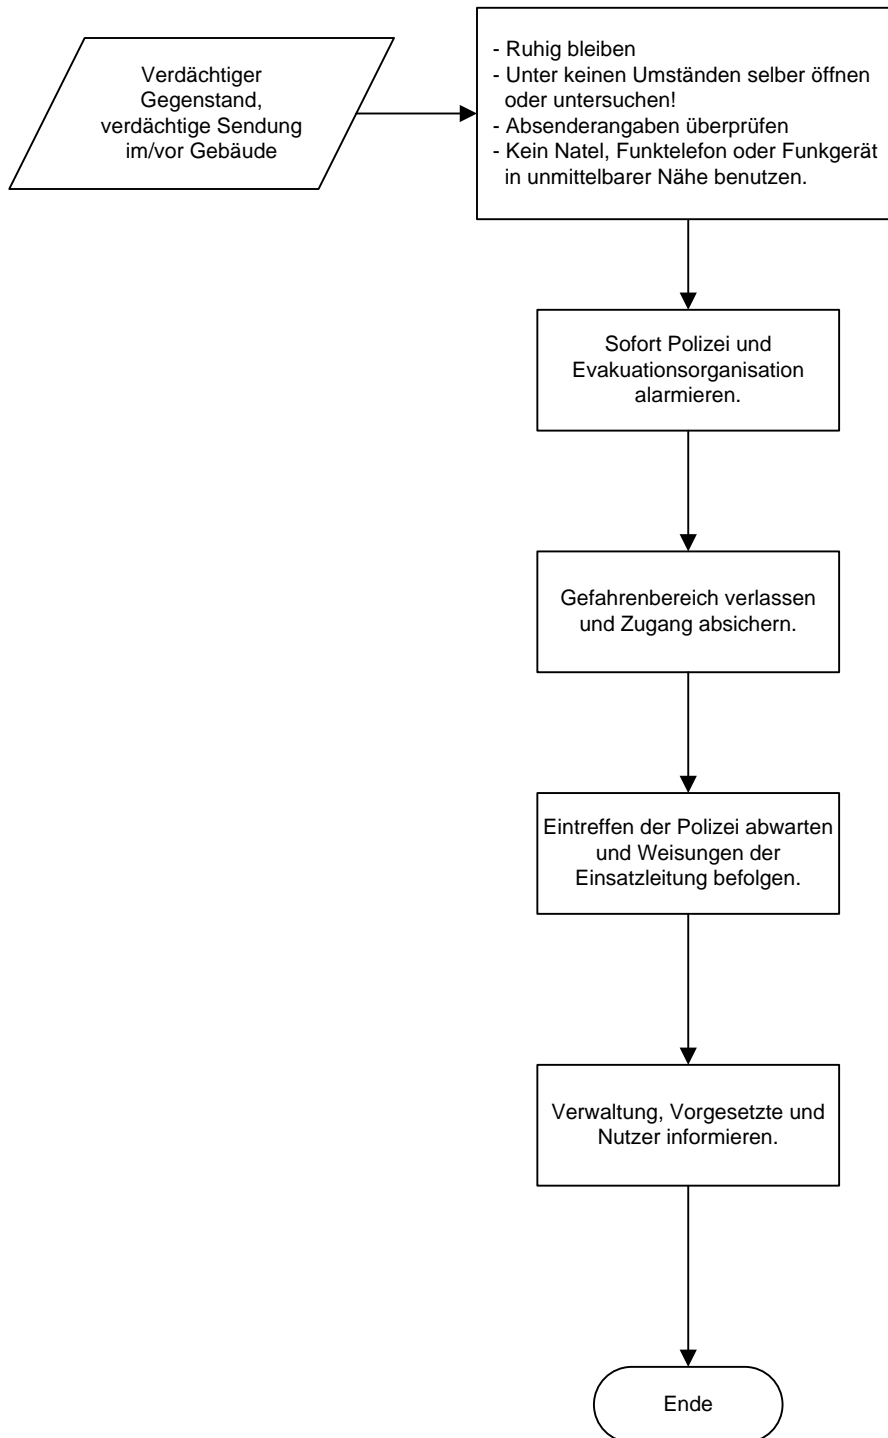 Verdächtiger
Gegenstand,
verdächtige Sendung
im/vor Gebäude
- Ruhig bleiben
- Unter keinen Umständen selber öffnen
oder untersuchen!
- Absenderangaben überprüfen
- Kein Natel, Funktelefon oder Funkgerät
in unmittelbarer Nähe benutzen.
Sofort Polizei und
Evakuationsorganisation
alarmieren.
Gefahrenbereich verlassen
und Zugang absichern.
Eintreffen der Polizei abwarten
und Weisungen der
Einsatzleitung befolgen.
Verwaltung, Vorgesetzte und
Nutzer informieren.
Ende